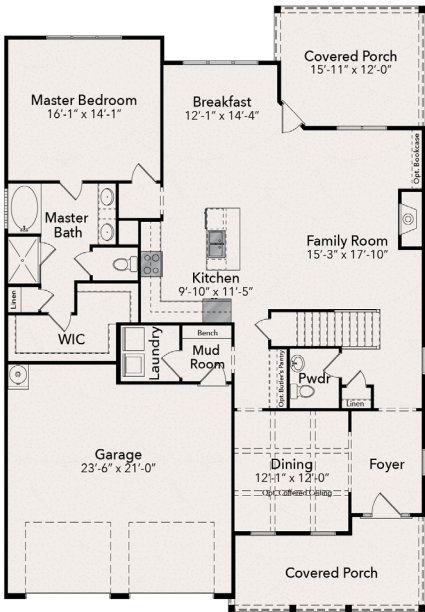 Covered Porch
15'-11" x 12'-0"
Master Bedroom
16'-1" x 14'-1"
Breakfast
12'-1" x 14'-4"
Opt. Bookcase
Master
Bath
Family Room
15'-3" x 17'-10"
Kitchen
9'-10" x 11'-5"
Linen
WIC
Laundry
Bench
Mud
Room
Opt. Butler's Pantry
Pwdr
Linen
Garage
23'-6" x 21'-0"
Dining
12'-1" x 12'-0"
Opt. Coffered Ceiling
Foyer
Covered Porch